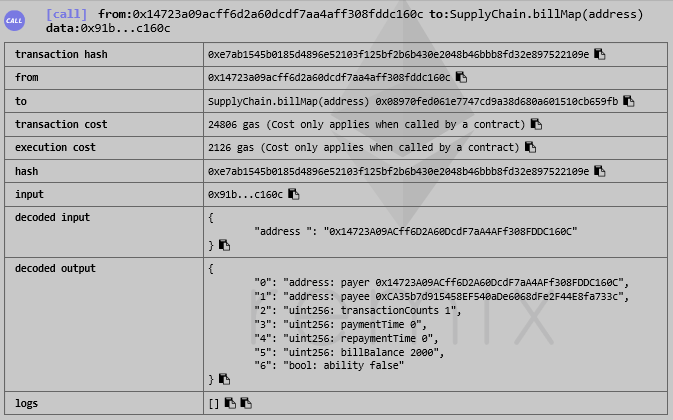 CALL
[call] from:0x14723a09acff6d2a60dcdf7aa4aff308fddc160c to:SupplyChain.billMap(address)
data:0x91b...c160c
transaction hash 0xe7ab1545b0185d4896e52103f125bf2b6b430e2048b46bbb8fd32e897522109e
from 0x14723a09acff6d2a60dcdf7aa4aff308fddc160c
to SupplyChain.billMap(address) 0x08970fed061e7747cd9a38d680a601510cb659fb
transaction cost 24806 gas (Cost only applies when called by a contract)
execution cost 2126 gas (Cost only applies when called by a contract)
hash 0xe7ab1545b0185d4896e52103f125bf2b6b430e2048b46bbb8fd32e897522109e
input 0x91b...c160c
decoded input {
"address ": "0x14723A09ACff6D2A60DcdF7aA4AFf308FDDC160C"
}
decoded output {
"0": "address: payer 0x14723A09ACff6D2A60DcdF7aA4AFf308FDDC160C",
"1": "address: payee 0xCA35b7d915458EF540aDe6068dFe2F44E8fa733c",
"2": "uint256: transactionCounts 1",
"3": "uint256: paymentTime 0",
"4": "uint256: repaymentTime 0",
"5": "uint256: billBalance 2000",
"6": "bool: ability false"
}
logs []
remix